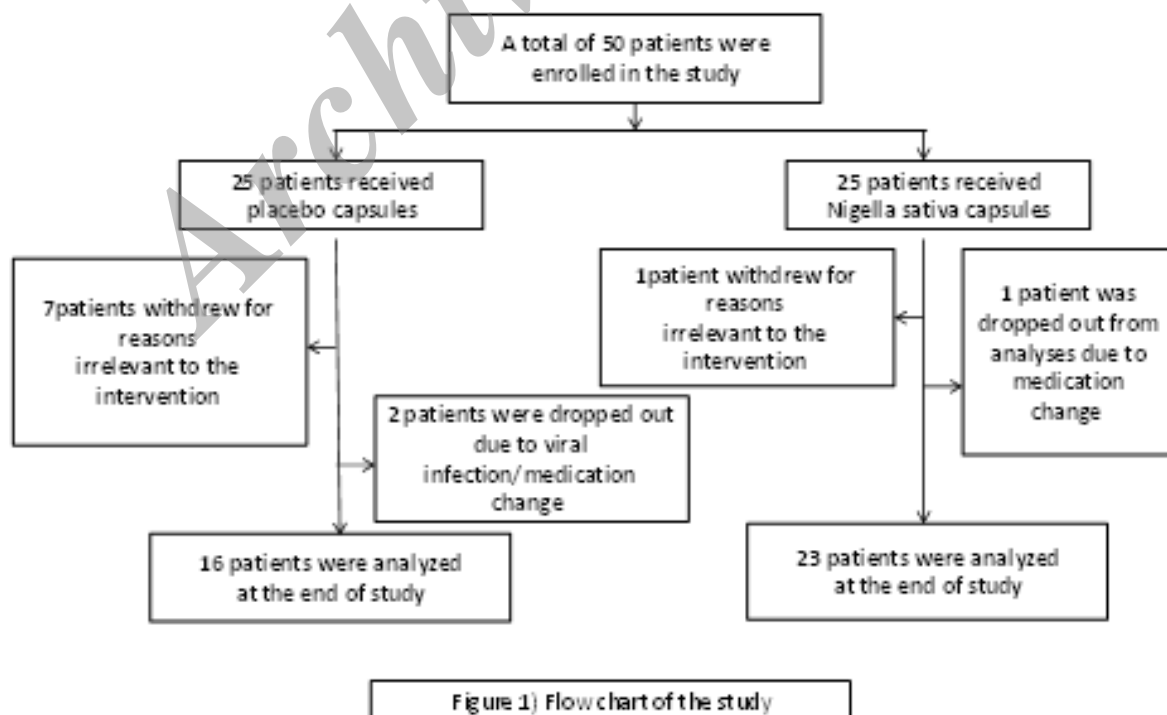 A total of 50 patients were
enrolled in the study
25 patients received
placebo capsules
25 patients received
Nigella sativa capsules
7patients withdrew for
reasons
irrelevant to the
intervention
1patient withdrew for
reasons
irrelevant to the
intervention
1 patient was
dropped out from
analyses due to
medication
change
2 patients were dropped out
due to viral
infection/medication
change
16 patients were analyzed
at the end of study
23 patients were analyzed
at the end of study
Figure 1) Flow chart of the study